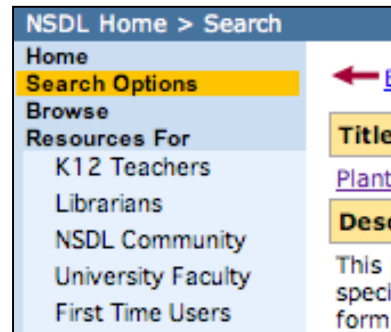 NSDL Home > Search
Home
Search Options
Browse
Resources For
K12 Teachers
Librarians
NSDL Community
University Faculty
First Time Users
Title
Plant
This
speci
form